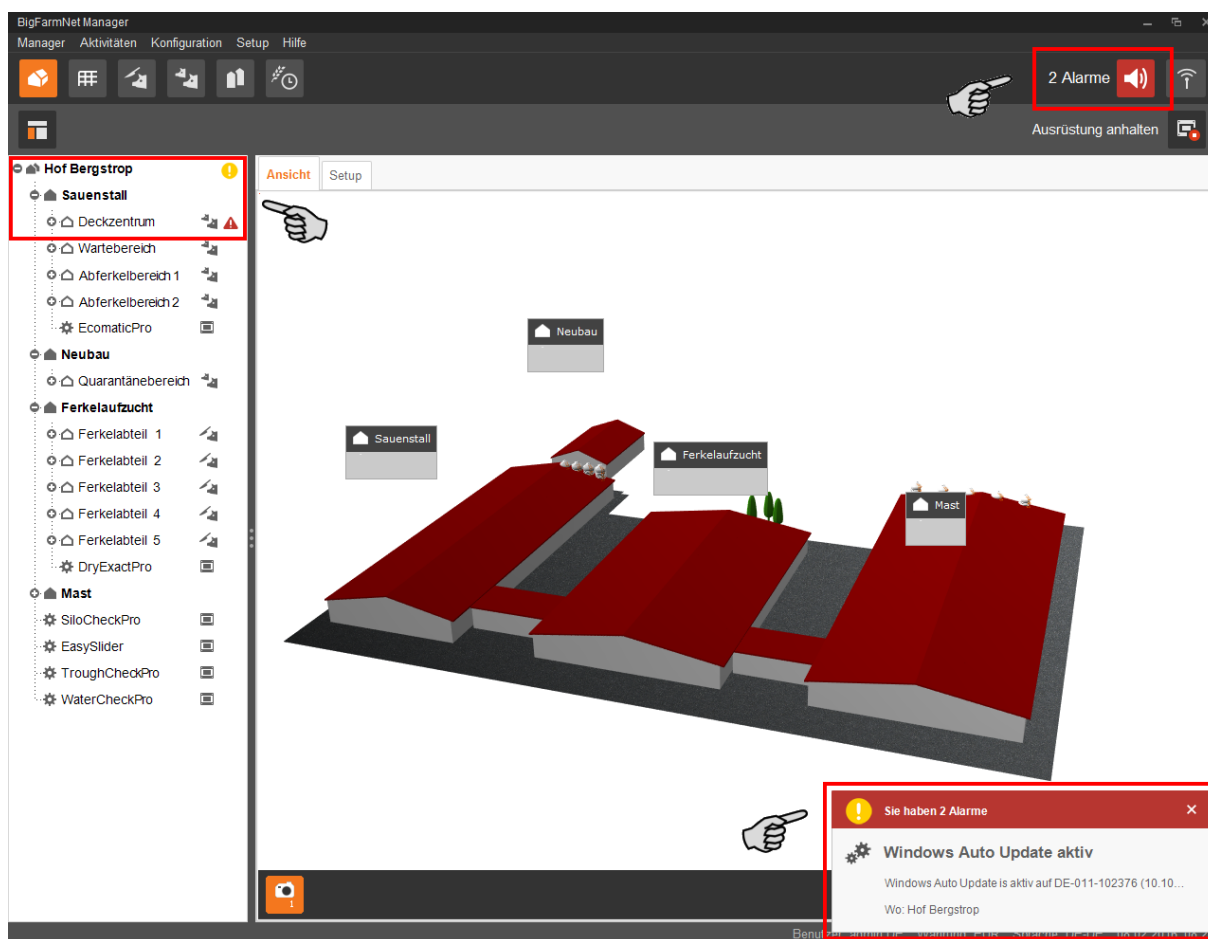 BigFarmNet Manager
Manager Aktivitäten Konfiguration Setup Hilfe
2 Alarme
Ausrüstung anhalten
Hof Bergstrop
Sauenstall
Deckzentrum
Wartebereich
Abferkelbereich 1
Abferkelbereich 2
EcomaticPro
Neubau
Quarantänebereich
Ferkelaufzucht
Ferkelabteil 1
Ferkelabteil 2
Ferkelabteil 3
Ferkelabteil 4
Ferkelabteil 5
DryExactPro
Mast
SiloCheckPro
EasySlider
TroughCheckPro
WaterCheckPro
Ansicht Setup
Neubau
Sauenstall
Ferkelaufzucht
Mast
1
Sie haben 2 Alarme
Windows Auto Update aktiv
Windows Auto Update is aktiv auf DE-011-102376 (10.10...
Wo: Hof Bergstrop